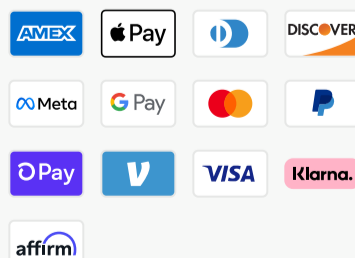 AMEX
Pay
DISCOVER
Meta
G Pay
Pay
VISA
Klarna.
affirm